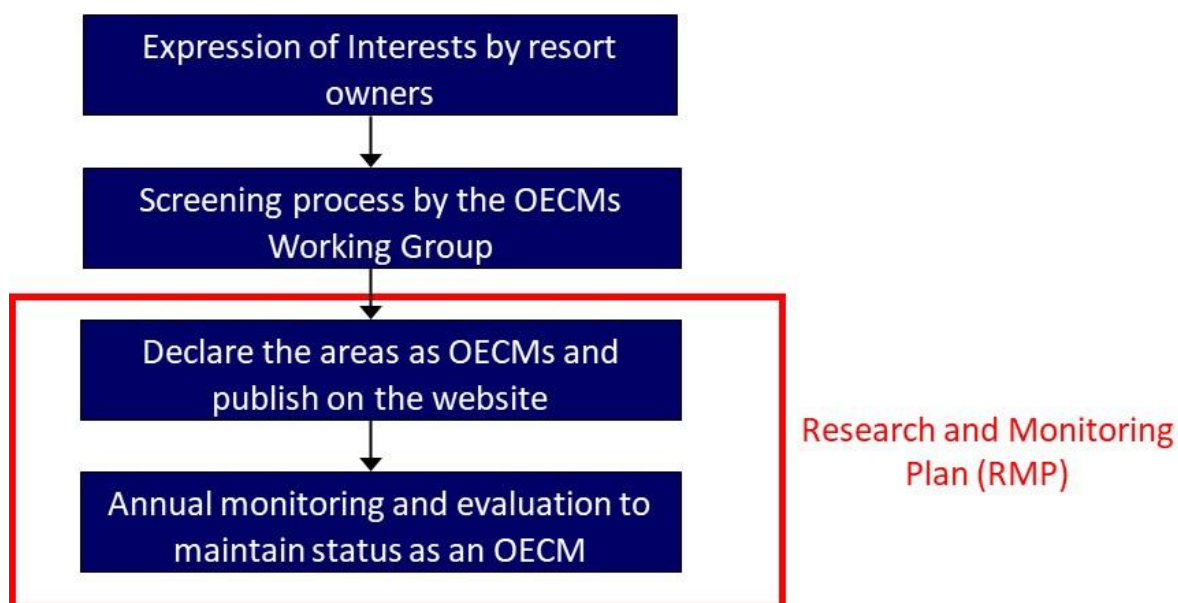 Expression of Interests by resort
owners
Screening process by the OECMs
Working Group
Declare the areas as OECMs and
publish on the website
Annual monitoring and evaluation to
maintain status as an OECM
Research and Monitoring
Plan (RMP)